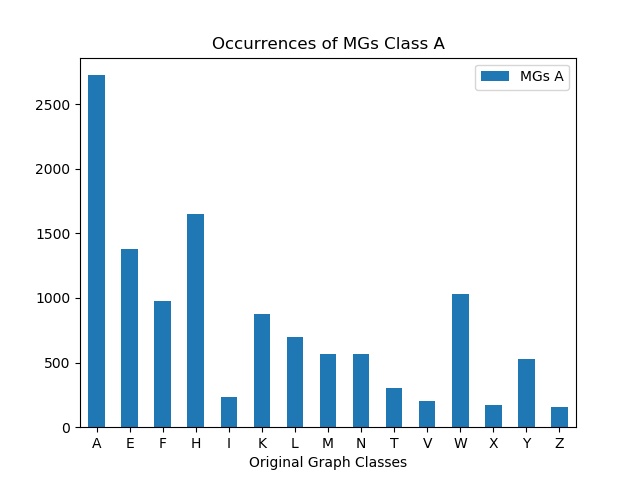 Occurrences of MGs Class A
MGs A
2500
2000
1500
1000
500
0
A E F H I K L M N T V W X Y Z
Original Graph Classes